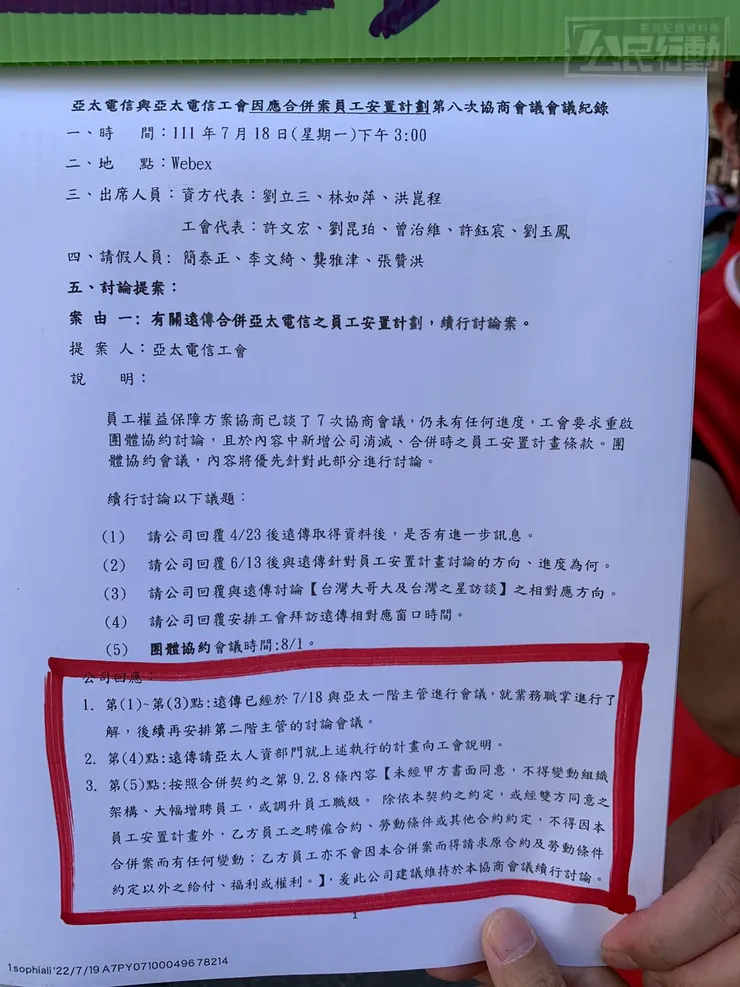 影音紀錄資料庫
公民行動
亞太電信與亞太電信工會因應合併案員工安置計劃第八次協商會議會議紀錄
一、時　　間：111 年 7 月 18 日(星期一)下午 3:00
二、地　　點：Webex
三、出席人員：資方代表：劉立三、林如萍、洪崑程
工會代表：許文宏、劉昆珀、曾治維、許鈺宸、劉玉鳳
四、請假人員：簡泰正、李文綺、龔雅津、張贊洪
五、討論提案：
案 由 一：有關遠傳合併亞太電信之員工安置計劃，續行討論案。
提 案 人：亞太電信工會
說　　明：
員工權益保障方案協商已談了 7 次協商會議，仍未有任何進度，工會要求重啟
團體協約討論，且於內容中新增公司消滅、合併時之員工安置計畫條款。團
體協約會議，內容將優先針對此部分進行討論。
續行討論以下議題：
(1)　請公司回覆 4/23 後遠傳取得資料後，是否有進一步訊息。
(2)　請公司回覆 6/13 後與遠傳針對員工安置計畫討論的方向、進度為何。
(3)　請公司回覆與遠傳討論【台灣大哥大及台灣之星訪談】之相對應方向。
(4)　請公司回覆安排工會拜訪遠傳相對應窗口時間。
(5)　團體協約會議時間:8/1。
公司回應：
1. 第(1)~第(3)點:遠傳已經於 7/18 與亞太一階主管進行會議，就業務職掌進行了
解，後續再安排第二階主管的討論會議。
2. 第(4)點:遠傳請亞太人資部門就上述執行的計畫向工會說明。
3. 第(5)點:按照合併契約之第 9.2.8 條內容【未經甲方書面同意，不得變動組織
架構、大幅增聘員工，或調升員工職級。 除依本契約之約定，或經雙方同意之
員工安置計畫外，乙方員工之聘僱合約、勞動條件或其他合約約定，不得因本
合併案而有任何變動；乙方員工亦不會因本合併案而得請求原合約及勞動條件
約定以外之給付、福利或權利。】，爰此公司建議維持於本協商會議續行討論。
1
1sophiali'22/7/19 A7PY07100049678214